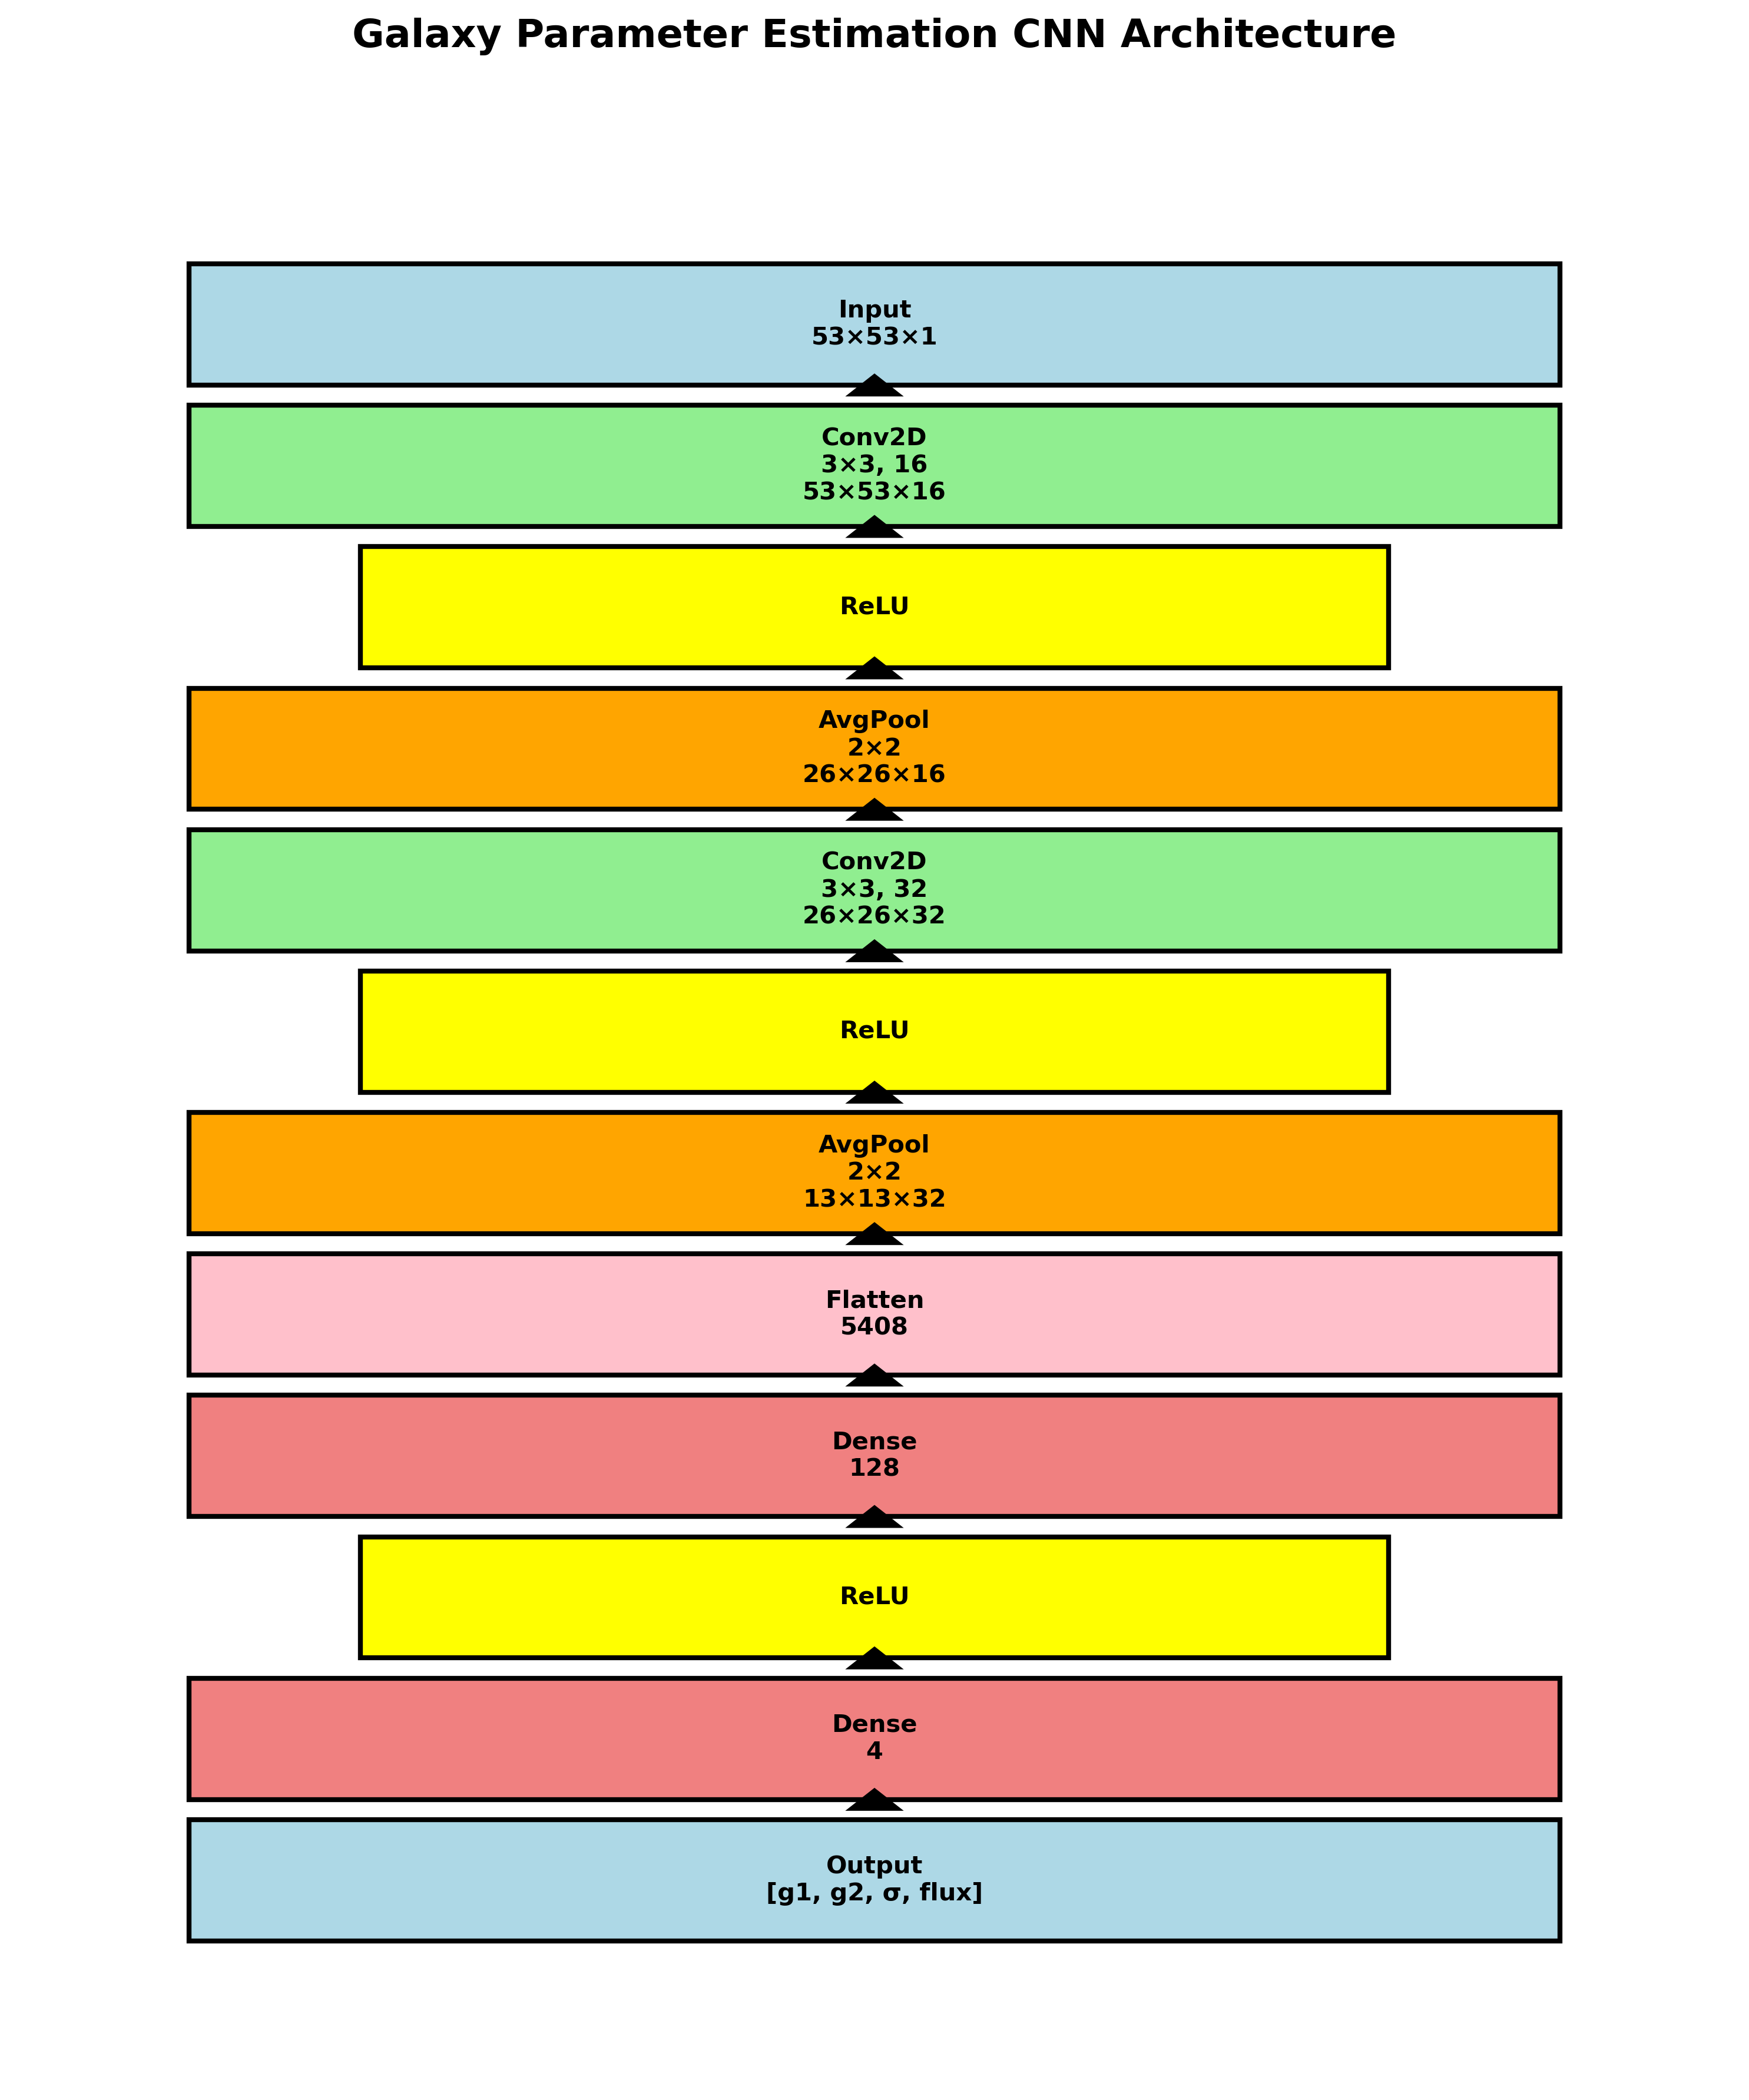 Galaxy Parameter Estimation CNN Architecture
Input
53×53×1
Conv2D
3×3, 16
53×53×16
ReLU
AvgPool
2×2
26×26×16
Conv2D
3×3, 32
26×26×32
ReLU
AvgPool
2×2
13×13×32
Flatten
5408
Dense
128
ReLU
Dense
4
Output
[g1, g2, σ, flux]